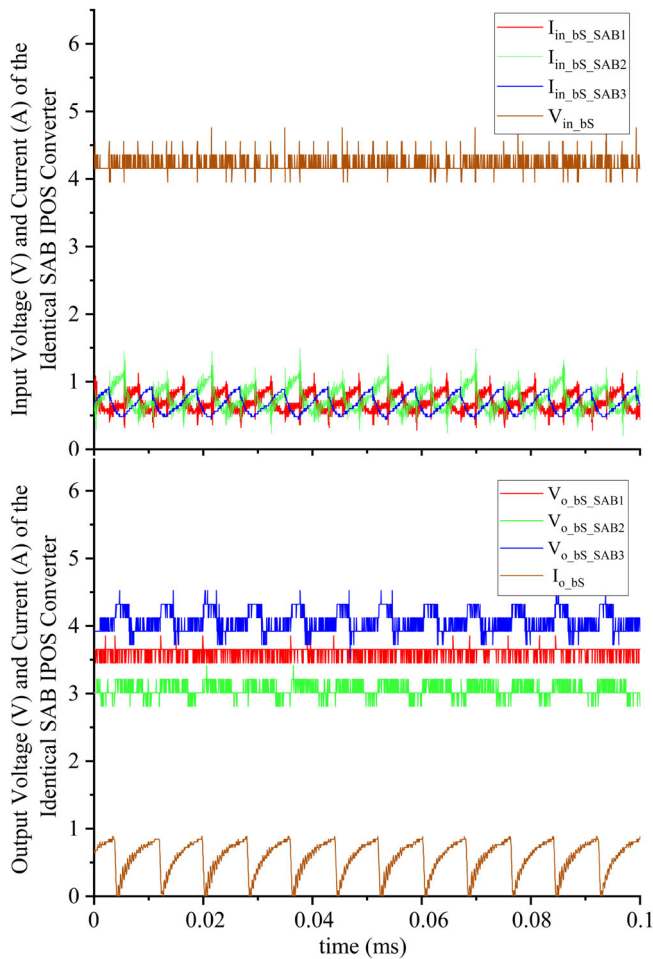 Input Voltage (V) and Current (A) of the
Identical SAB IPOS Converter
6
5
4
3
2
1
0
I_in_bS_SAB1
I_in_bS_SAB2
I_in_bS_SAB3
V_in_bS
Output Voltage (V) and Current (A) of the
Identical SAB IPOS Converter
6
5
4
3
2
1
0
V_o_bS_SAB1
V_o_bS_SAB2
V_o_bS_SAB3
I_o_bS
0 0.02 0.04 0.06 0.08 0.1
time (ms)